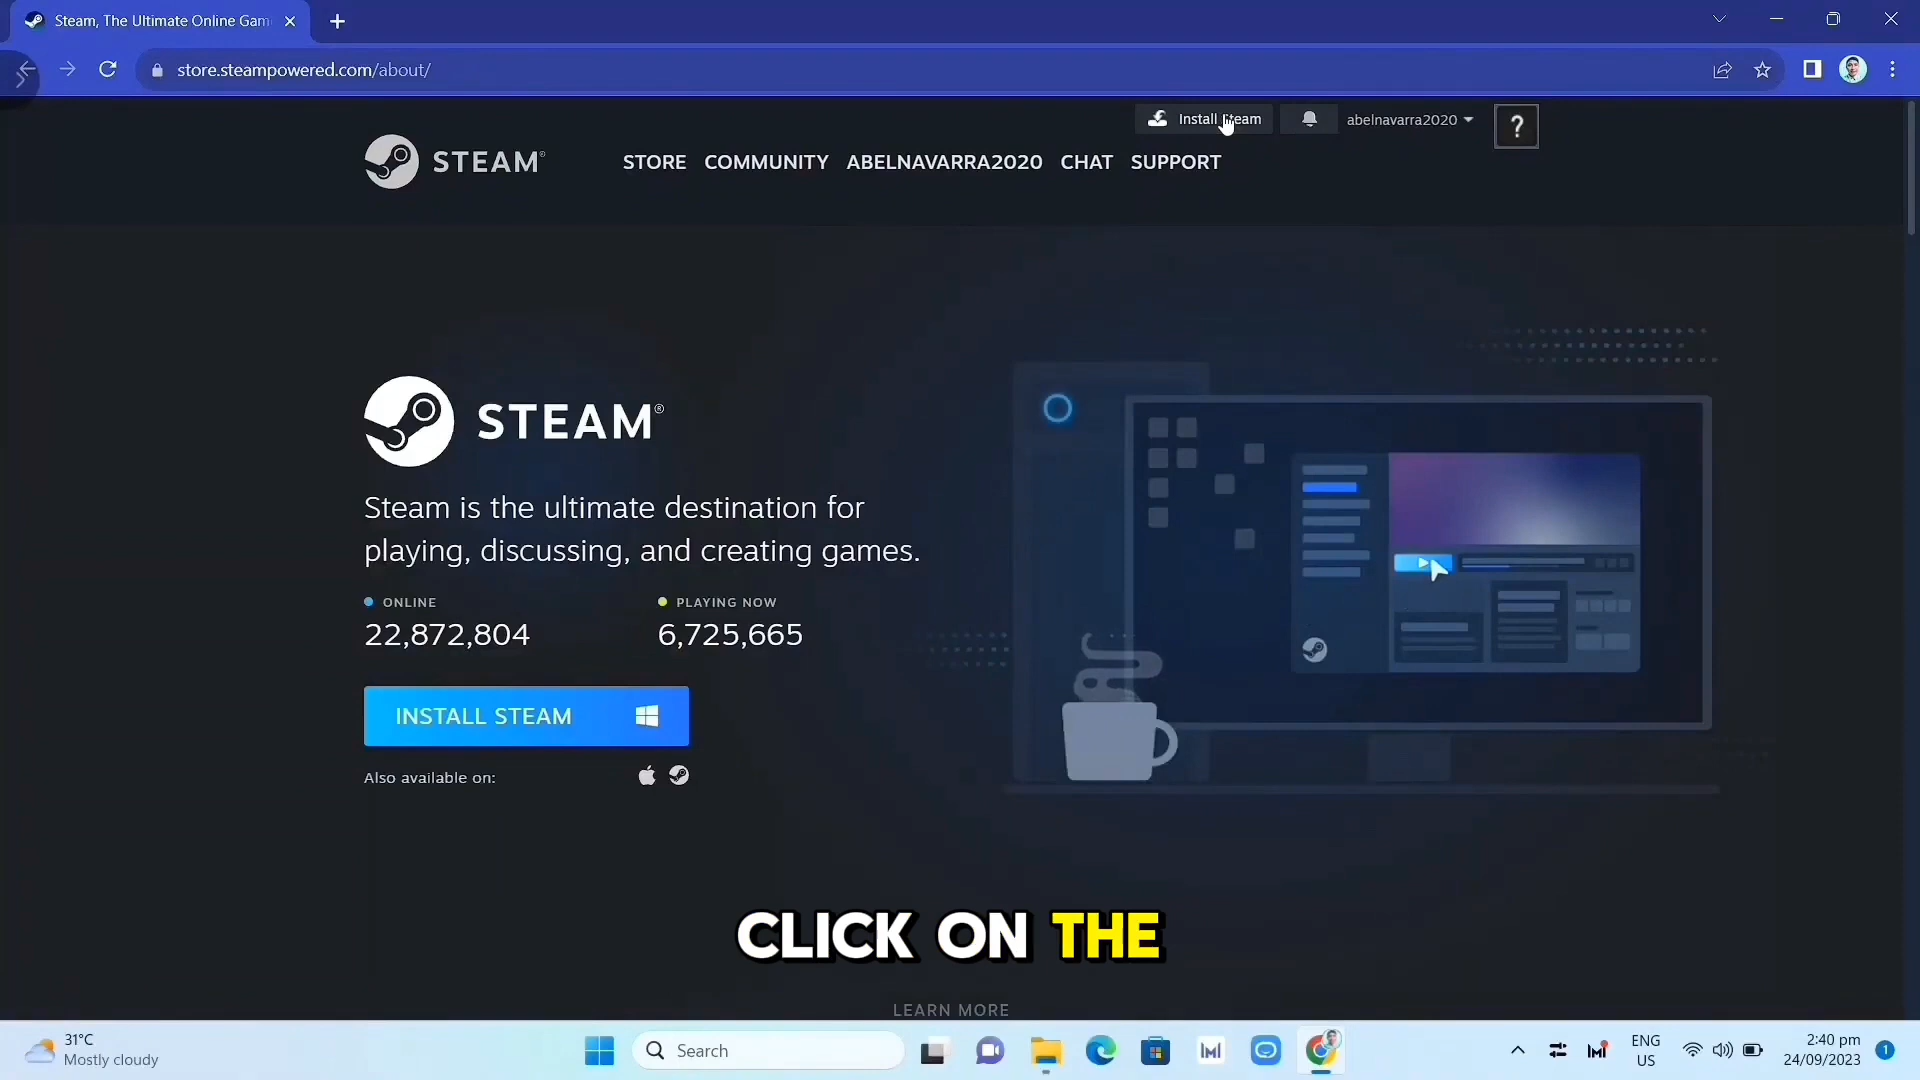 Steam, The Ultimate Online Gam
store.steampowered.com/about/
Install Steam
abelnavarra2020
?
STEAM®
STORE COMMUNITY ABELNAVARRA2020 CHAT SUPPORT
STEAM®
Steam is the ultimate destination for
playing, discussing, and creating games.
ONLINE
PLAYING NOW
22,872,804
6,725,665
INSTALL STEAM
Also available on:
CLICK ON THE
LEARN MORE
31°C
Mostly cloudy
Search
ENG
US
2:40 pm
24/09/2023
1